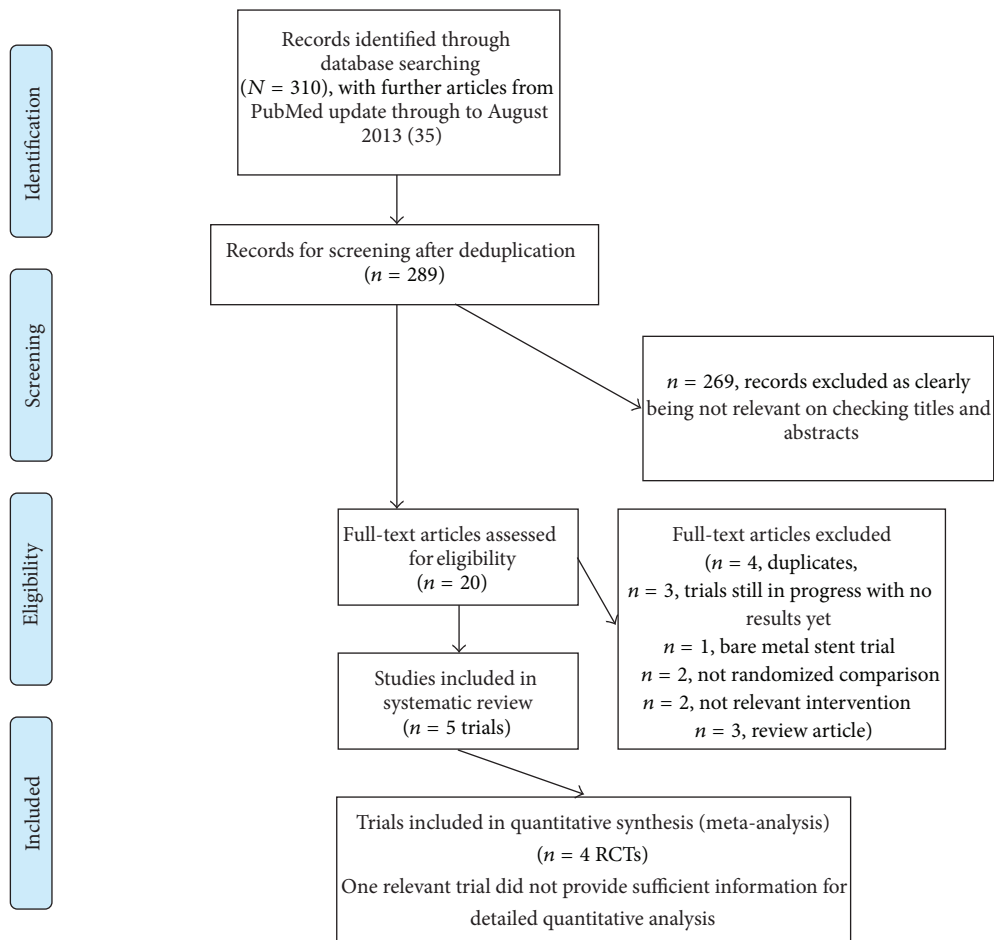 Identification
Records identified through
database searching
(N = 310), with further articles from
PubMed update through to August
2013 (35)
Records for screening after deduplication
(n = 289)
Screening
n = 269, records excluded as clearly
being not relevant on checking titles and
abstracts
Eligibility
Full-text articles assessed
for eligibility
(n = 20)
Full-text articles excluded
(n = 4, duplicates,
n = 3, trials still in progress with no
results yet
n = 1, bare metal stent trial
n = 2, not randomized comparison
n = 2, not relevant intervention
n = 3, review article)
Studies included in
systematic review
(n = 5 trials)
Included
Trials included in quantitative synthesis (meta-analysis)
(n = 4 RCTs)
One relevant trial did not provide sufficient information for
detailed quantitative analysis